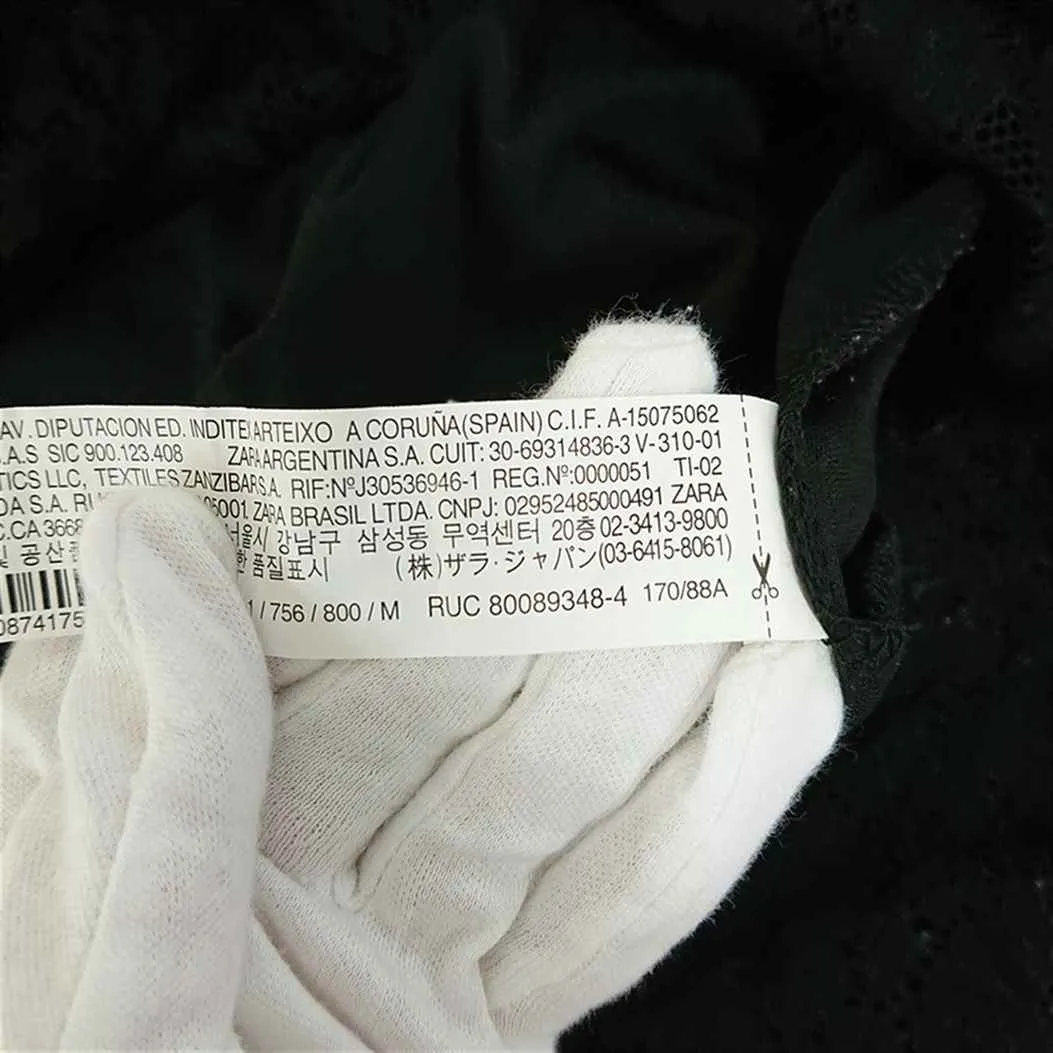 AV. DIPUTACION ED. INDITEX ARTEIXO A CORUÑA(SPAIN) C.I.F. A-15075062
.A.S SIC 900.123.408 ZARA ARGENTINA S.A. CUIT: 30-69314836-3 V-310-01
TICS LLC, TEXTILES ZANZIBAR S.A. RIF:NºJ30536946-1 REG.Nº:0000051 TI-02
DA S.A. RU 05001 ZARA BRASIL LTDA. CNPJ: 02952485000491 ZARA
C.CA 3668 서울시 강남구 삼성동 무역센터 20층 02-3413-9800
및 공산품 한 품질표시 (株)ザラ・ジャパン(03-6415-8061)
1/756/800/M RUC 80089348-4 170/88A
0874175